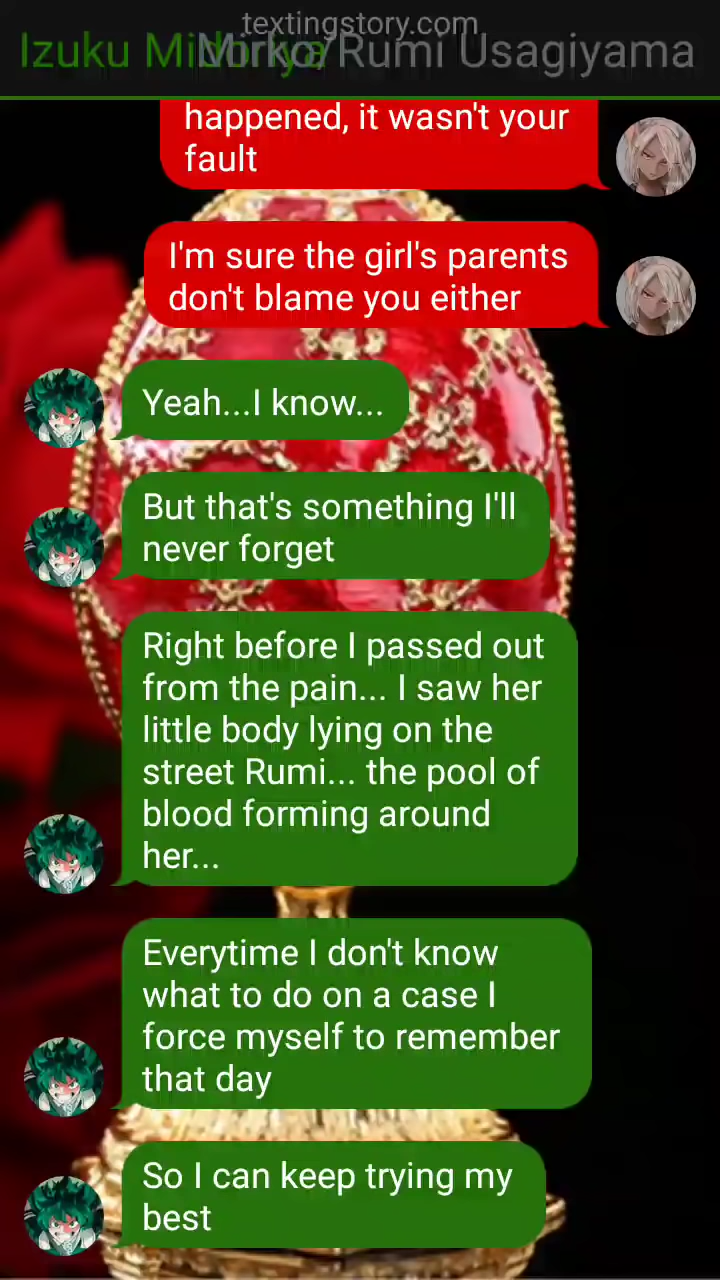 textingstory.com
Izuku Midoriya
Mirko/Rumi Usagiyama
happened, it wasn't your
fault
I'm sure the girl's parents
don't blame you either
Yeah...I know...
But that's something I'll
never forget
Right before I passed out
from the pain... I saw her
little body lying on the
street Rumi... the pool of
blood forming around
her...
Everytime I don't know
what to do on a case I
force myself to remember
that day
So I can keep trying my
best